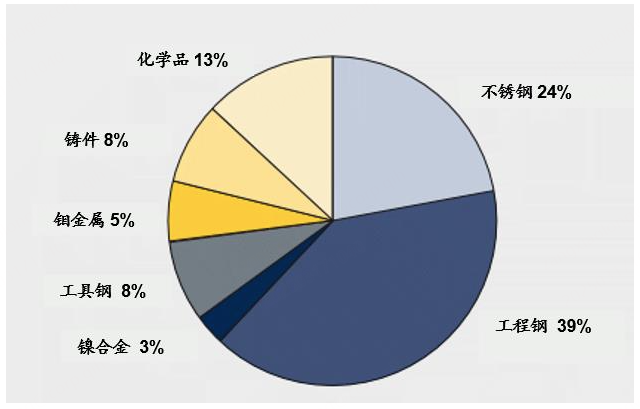 化学品 13%
不锈钢 24%
铸件 8%
钼金属 5%
工具钢 8%
工程钢 39%
镍合金 3%